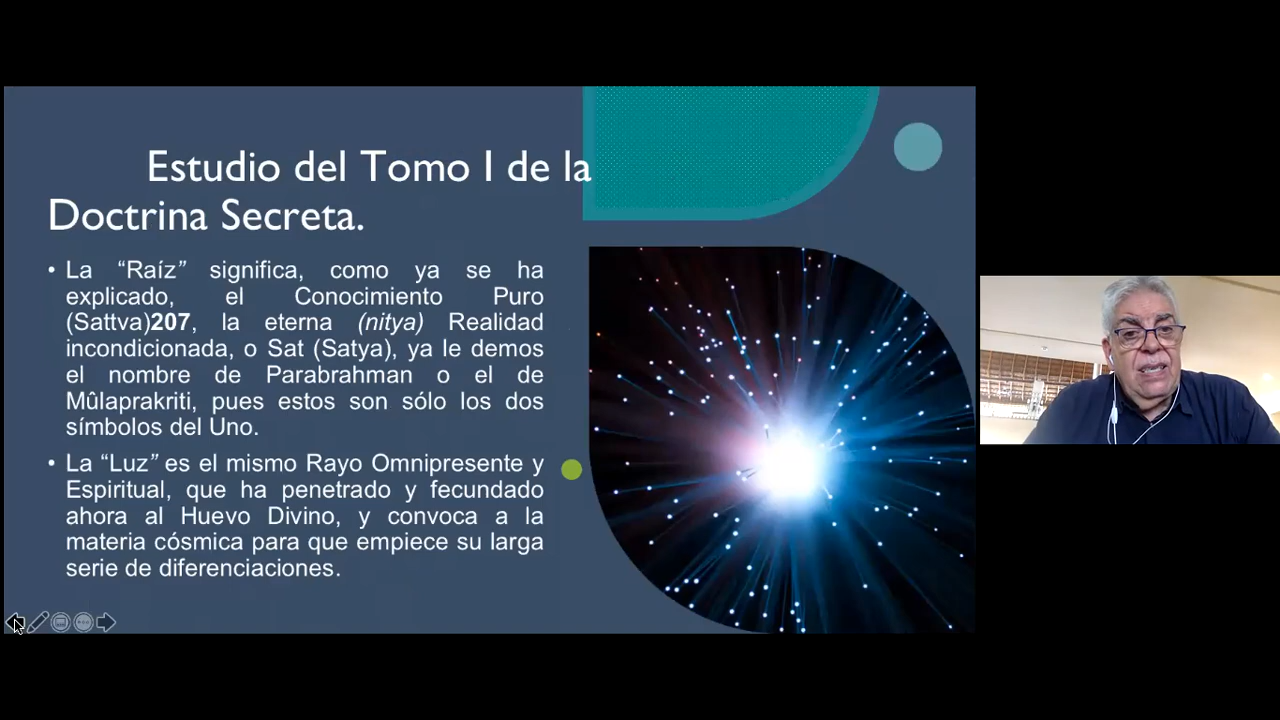 Estudio del Tomo I de la
Doctrina Secreta.
• La “Raíz” significa, como ya se ha
explicado, el Conocimiento Puro
(Sattva)207, la eterna (nitya) Realidad
incondicionada, o Sat (Satya), ya le demos
el nombre de Parabrahman o el de
Mûlaprakriti, pues estos son sólo los dos
símbolos del Uno.
• La “Luz” es el mismo Rayo Omnipresente y
Espiritual, que ha penetrado y fecundado
ahora al Huevo Divino, y convoca a la
materia cósmica para que empiece su larga
serie de diferenciaciones.